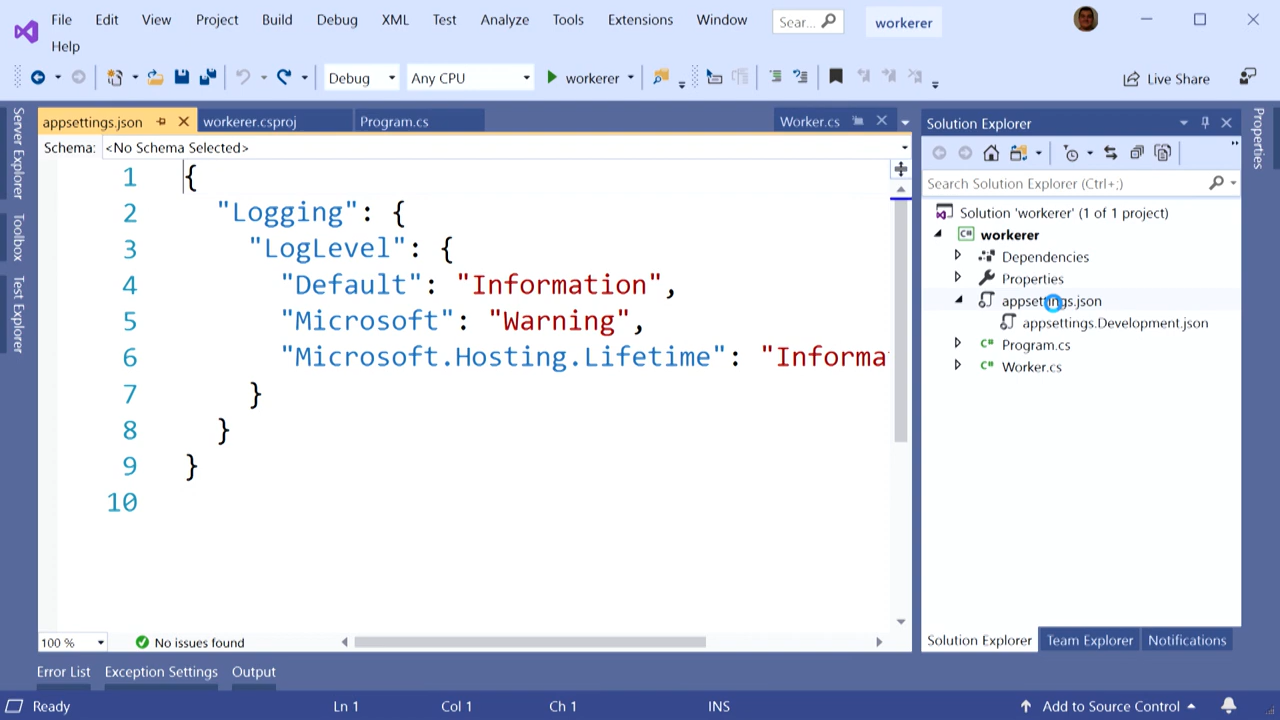 File Edit View Project Build Debug XML Test Analyze Tools Extensions Window Sear... workerer
Help
Debug Any CPU workerer Live Share
appsettings.json workerer.csproj Program.cs Worker.cs
Schema: <No Schema Selected>
1 {
2 "Logging": {
3 "LogLevel": {
4 "Default": "Information",
5 "Microsoft": "Warning",
6 "Microsoft.Hosting.Lifetime": "Informa
7 }
8 }
9 }
10
100 % No issues found
Server Explorer
Toolbox
Test Explorer
Solution Explorer
Search Solution Explorer (Ctrl+;)
Solution 'workerer' (1 of 1 project)
C# workerer
Dependencies
Properties
appsettings.json
appsettings.Development.json
C# Program.cs
C# Worker.cs
Solution Explorer Team Explorer Notifications
Properties
Error List Exception Settings Output
Ready Ln 1 Col 1 Ch 1 INS Add to Source Control